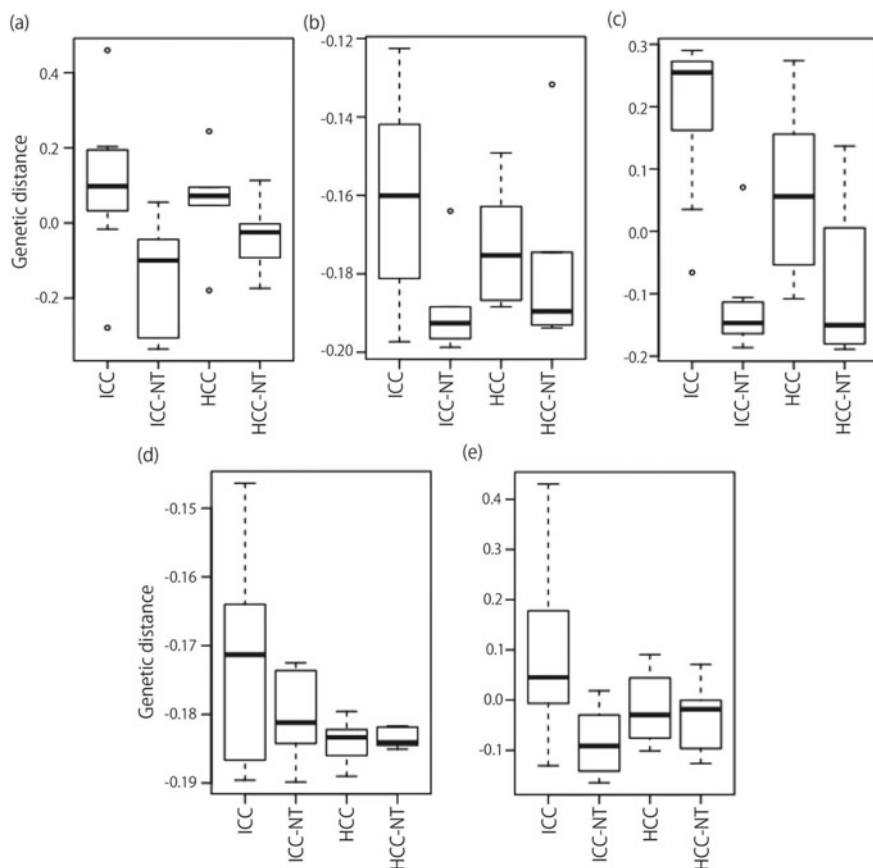 (a)
(b)
(c)
Genetic distance
0.4
0.2
0.0
-0.2
ICC
ICC-NT
HCC
HCC-NT
-0.12
-0.14
-0.16
-0.18
-0.20
ICC
ICC-NT
HCC
HCC-NT
0.3
0.1
0.0
-0.1
-0.2
ICC
ICC-NT
HCC
HCC-NT
(d)
(e)
Genetic distance
-0.15
-0.16
-0.17
-0.18
-0.19
ICC
ICC-NT
HCC
HCC-NT
0.4
0.3
0.2
0.1
0.0
-0.1
ICC
ICC-NT
HCC
HCC-NT